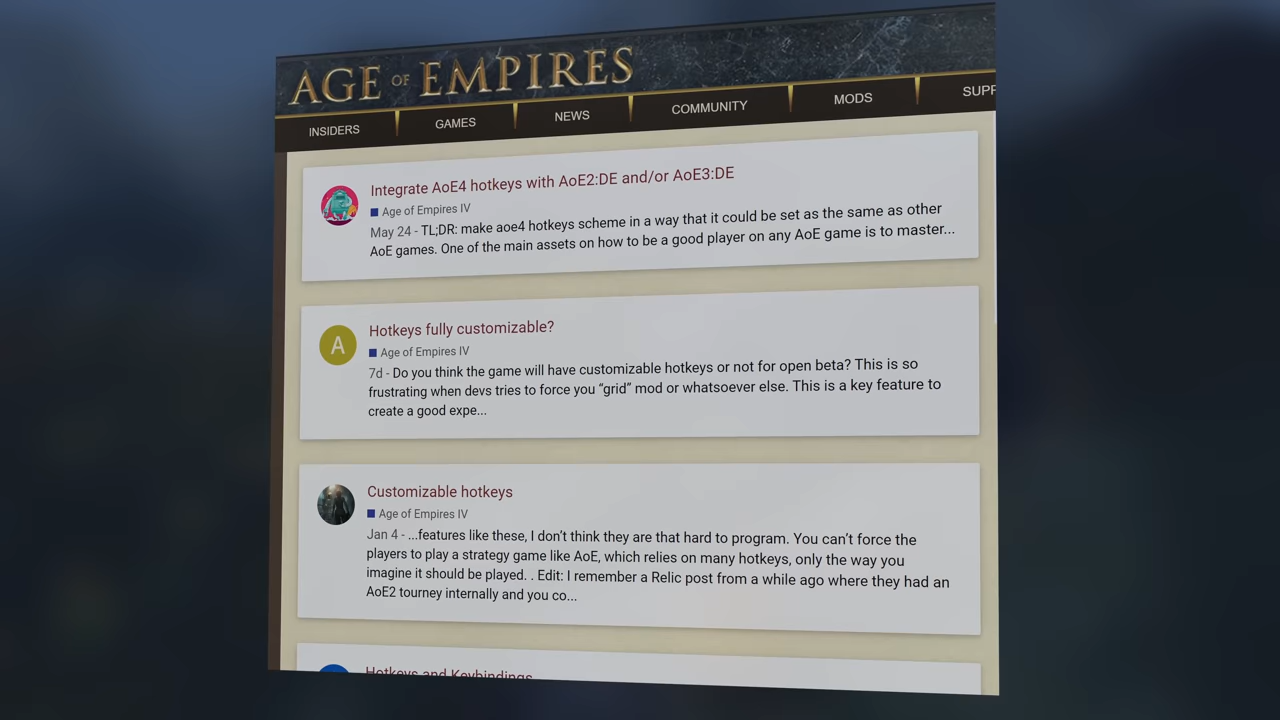 AGE OF EMPIRES
INSIDERS GAMES NEWS COMMUNITY MODS SUPP
Integrate AoE4 hotkeys with AoE2:DE and/or AoE3:DE
Age of Empires IV
May 24 - TL;DR: make aoe4 hotkeys scheme in a way that it could be set as the same as other
AoE games. One of the main assets on how to be a good player on any AoE game is to master...
A
Hotkeys fully customizable?
Age of Empires IV
7d - Do you think the game will have customizable hotkeys or not for open beta? This is so
frustrating when devs tries to force you “grid” mod or whatsoever else. This is a key feature to
create a good expe...
Customizable hotkeys
Age of Empires IV
Jan 4 - ...features like these, I don’t think they are that hard to program. You can’t force the
players to play a strategy game like AoE, which relies on many hotkeys, only the way you
imagine it should be played. . Edit: I remember a Relic post from a while ago where they had an
AoE2 tourney internally and you co...
Hotkeys and Keybindings